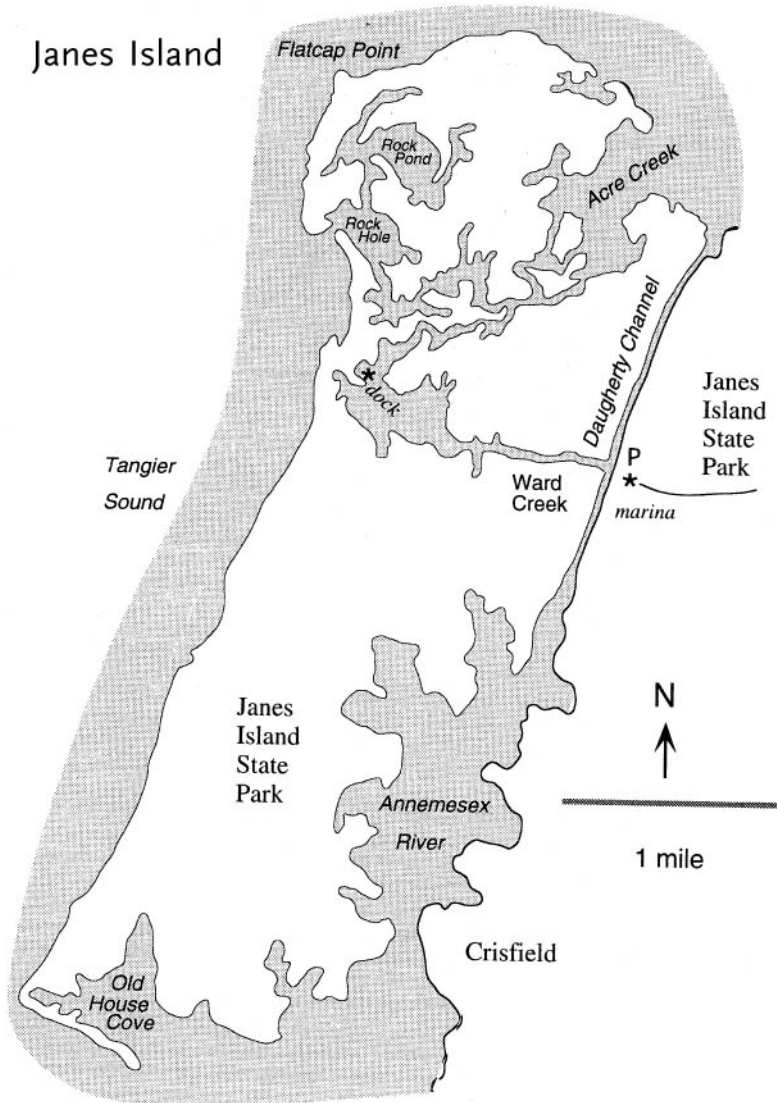 Janes Island
Flatcap Point
Rock
Pond
Acre Creek
Rock
Hole
Daugherty Channel
Janes
Island
State
Park
dock
P
*
*
Tangier
Sound
Ward
Creek
marina
N
Janes
Island
State
Park
Annemesex
River
1 mile
Crisfield
Old
House
Cove